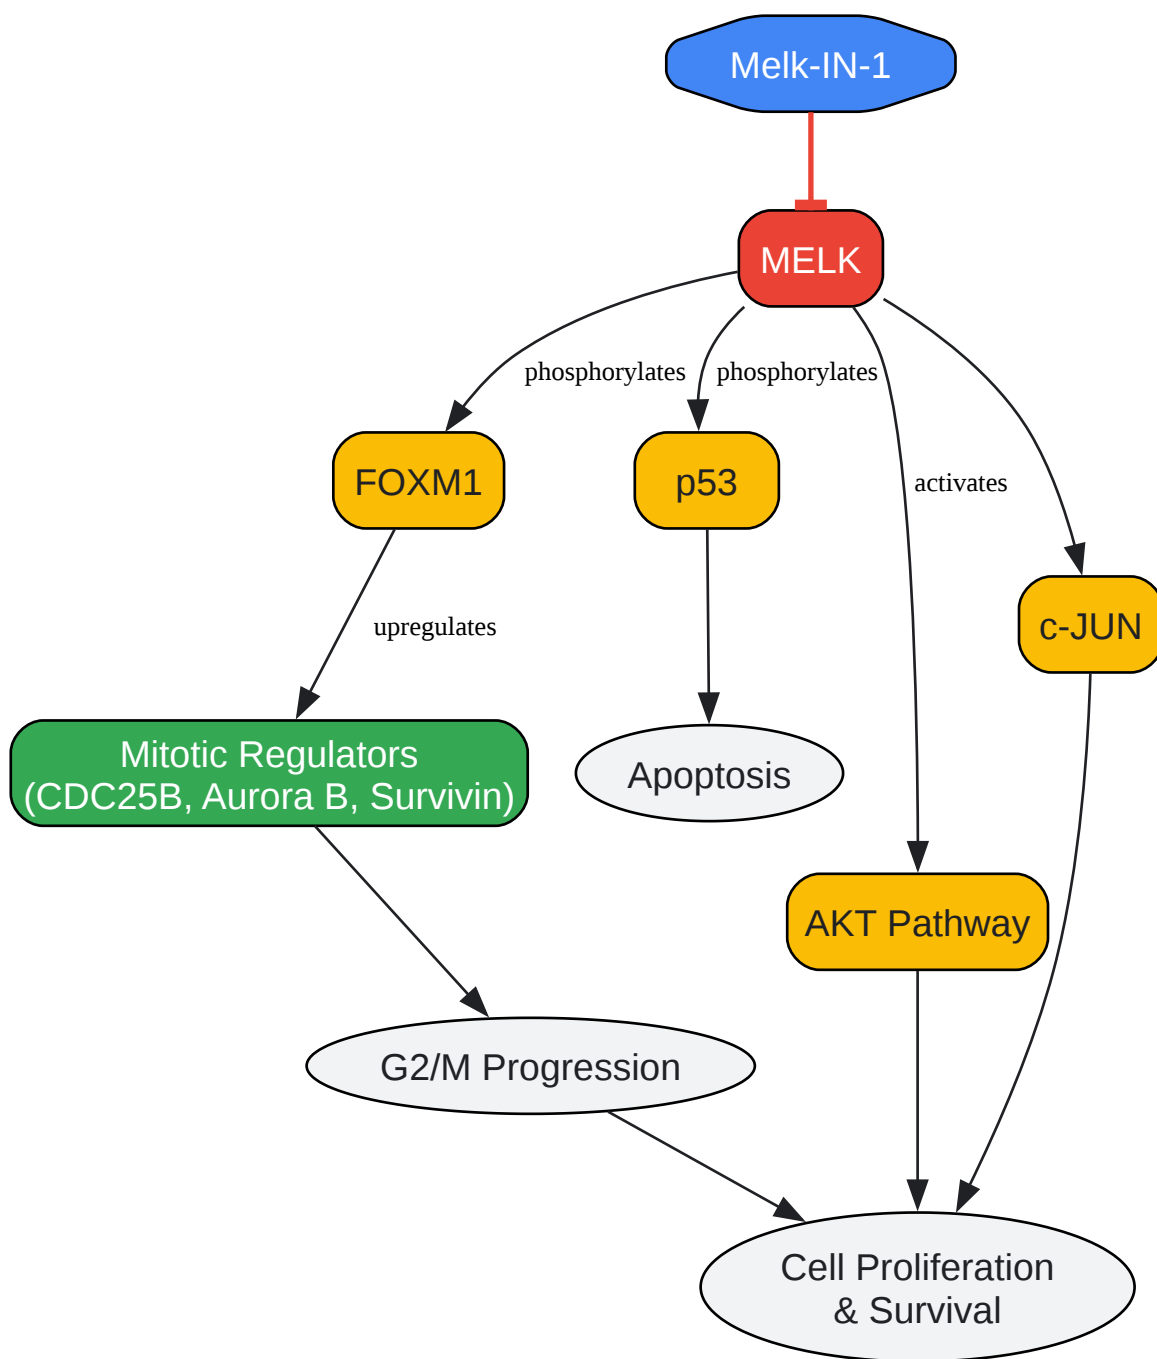 Melk-IN-1
MELK
phosphorylates
phosphorylates
FOXM1
p53
activates
upregulates
c-JUN
Mitotic Regulators
(CDC25B, Aurora B, Survivin)
Apoptosis
AKT Pathway
G2/M Progression
Cell Proliferation
& Survival